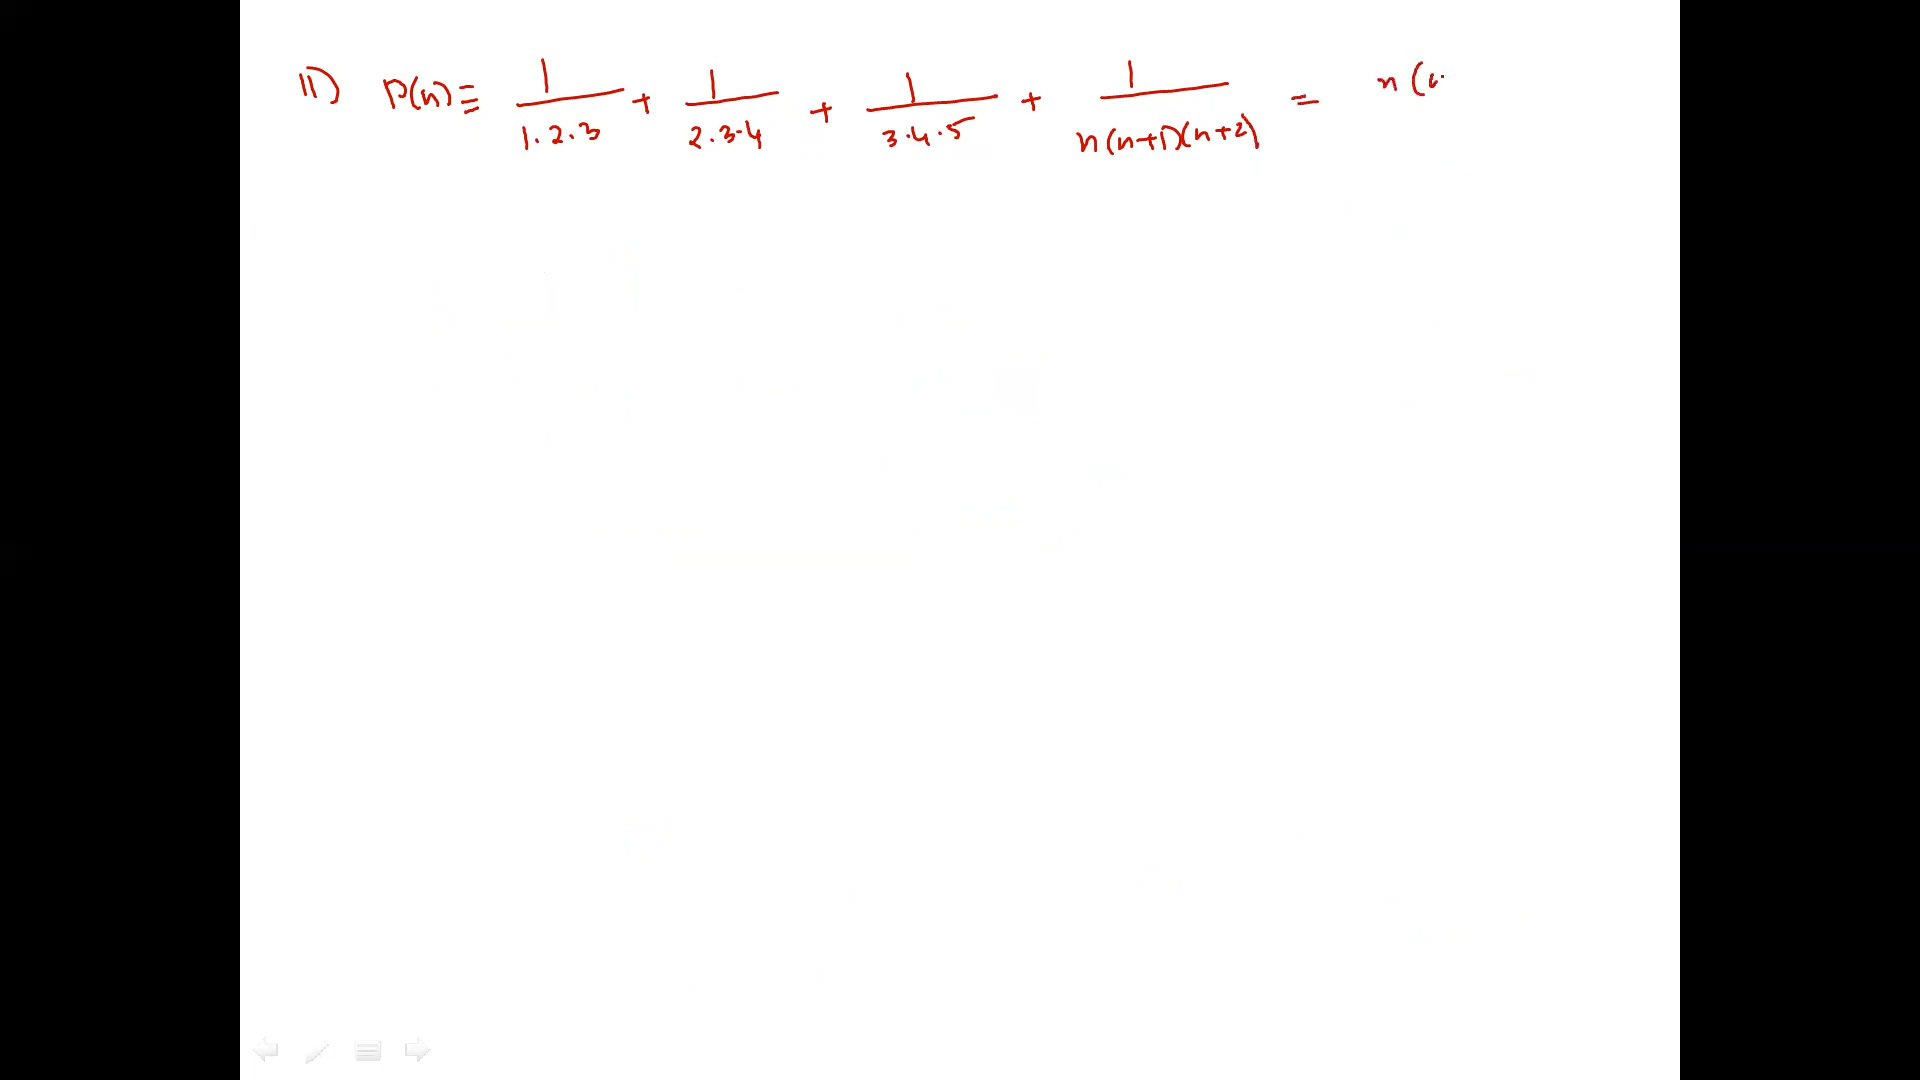 11) P(n) ≡ 1/(1·2·3) + 1/(2·3·4) + 1/(3·4·5) + 1/(n(n+1)(n+2)) = n(